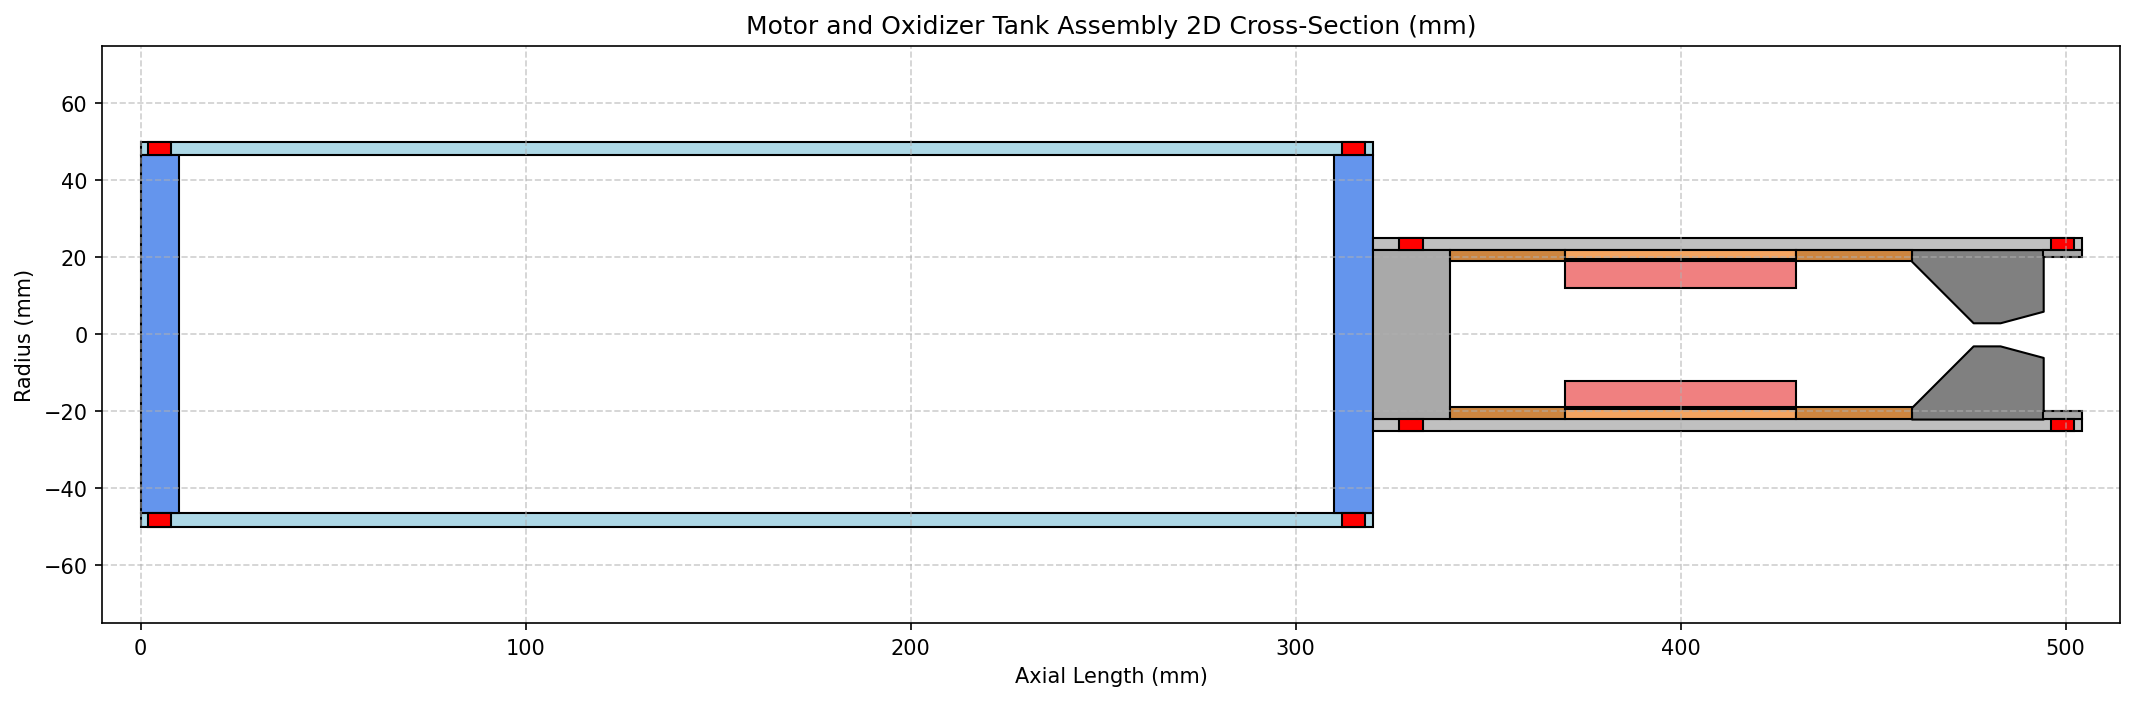 Motor and Oxidizer Tank Assembly 2D Cross-Section (mm)
60
40
20
0
−20
−40
−60
Radius (mm)
0 100 200 300 400 500
Axial Length (mm)